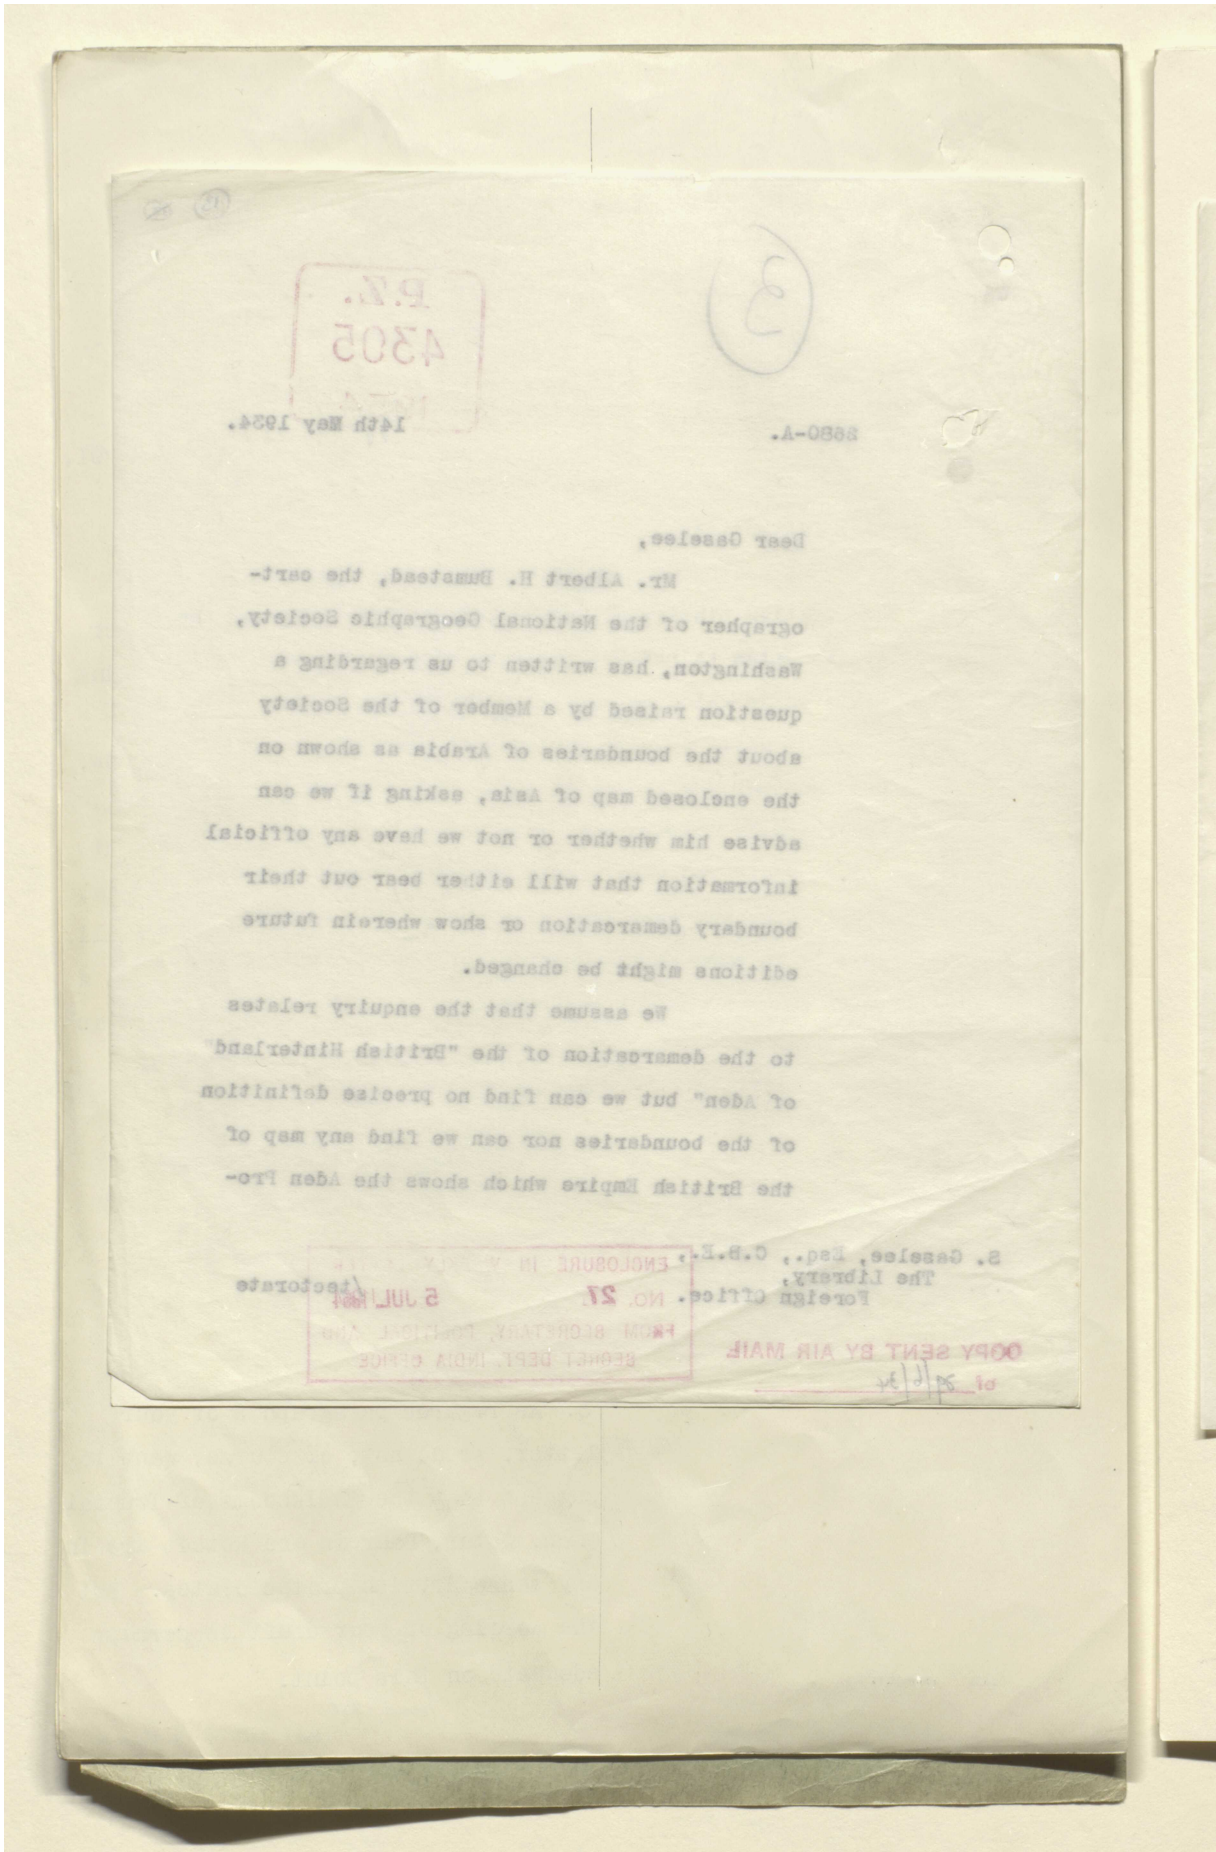 P.Z.
4305
3
14th May 1934.
2680-A.
Dear Gaselee,
Mr. Albert H. Bumstead, the cart-
ographer of the National Geographic Society,
Washington, has written to us regarding a
question raised by a Member of the Society
about the boundaries of Arabia as shown on
the enclosed map of Asia, asking if we can
advise him whether or not we have any official
information that will either bear out their
boundary demarcation or show wherein future
editions might be changed.
We assume that the enquiry relates
to the demarcation of the "British Hinterland
of Aden" but we can find no precise definition
of the boundaries nor can we find any map of
the British Empire which shows the Aden Pro-
/tectorate
S. Gaselee, Esq., C.B.E.,
The Library,
Foreign Office.
ENCLOSURE IN
NO. 27 5 JUL
FROM SECRETARY, POLITICAL AND
SECRET DEPT. INDIA OFFICE
COPY SENT BY AIR MAIL
of 29/6/34